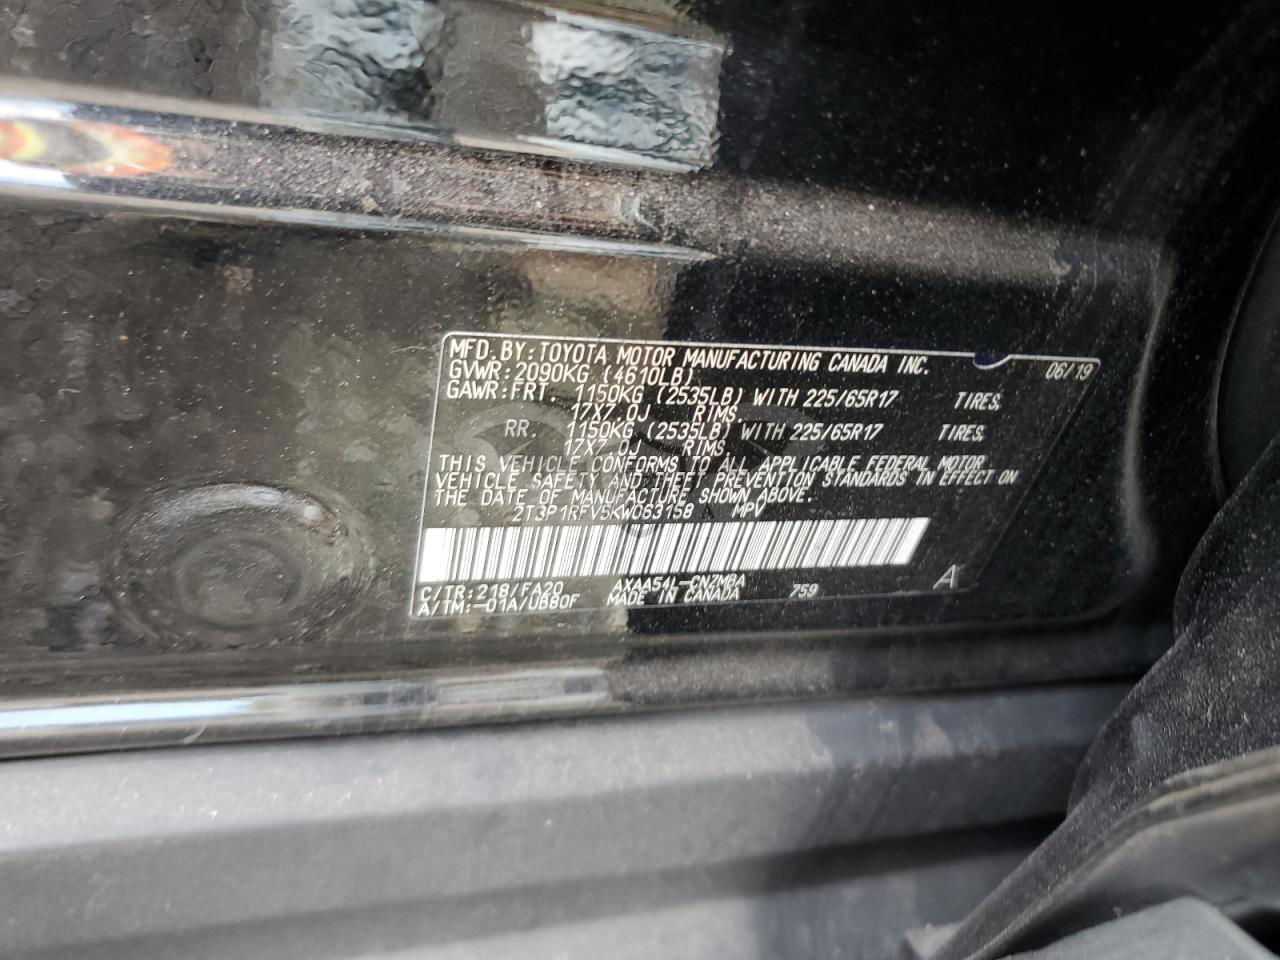 MFD.BY:TOYOTA MOTOR MANUFACTURING CANADA INC. 06/19
GVWR:2090KG (4610LB)
GAWR:FRT. 1150KG (2535LB) WITH 225/65R17 TIRES,
17X7.0J RIMS.
RR. 1150KG (2535LB) WITH 225/65R17 TIRES,
17X7.0J RIMS.
THIS VEHICLE CONFORMS TO ALL APPLICABLE FEDERAL MOTOR
VEHICLE SAFETY AND THEFT PREVENTION STANDARDS IN EFFECT ON
THE DATE OF MANUFACTURE SHOWN ABOVE.
2T3P1RFV5KW063158 MPV
C/TR:218/FA20 AXAA54L-CNZMBA 759 A
A/TM:-01A/UB80F MADE IN CANADA